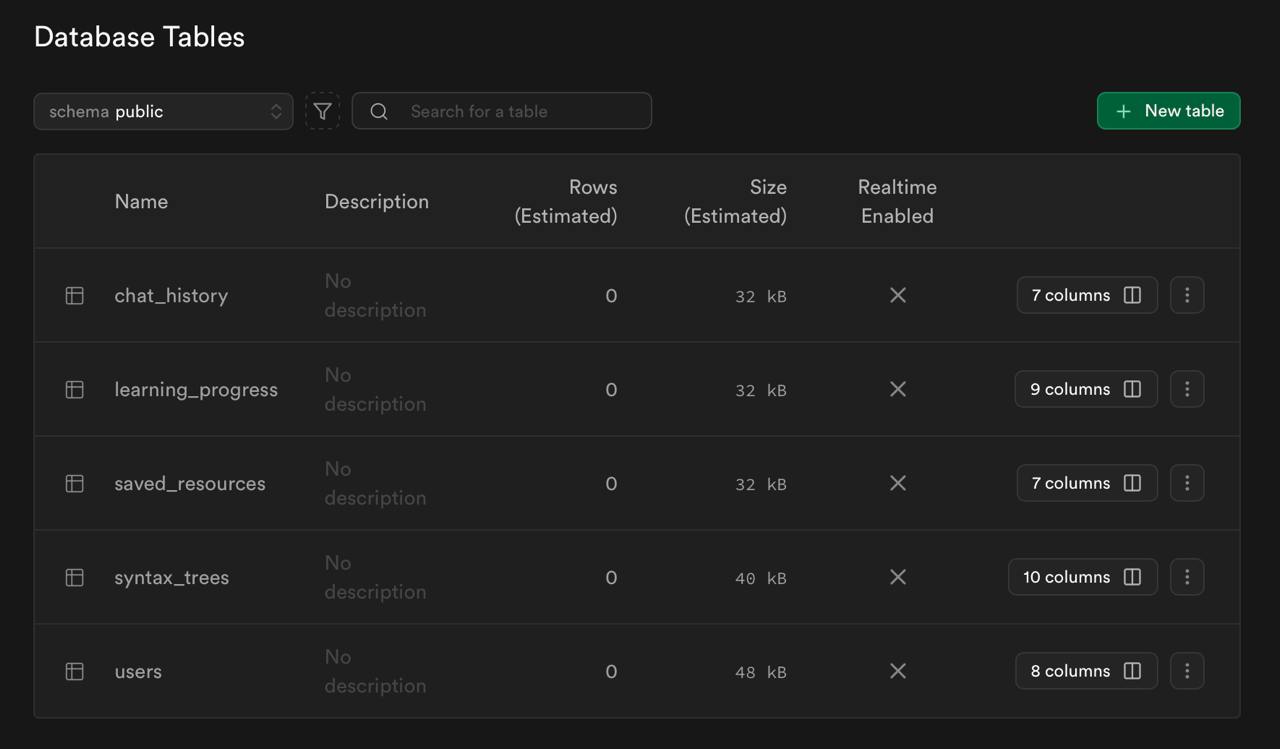 Database Tables
schema public
Search for a table
New table
Name
Description
Rows
(Estimated)
Size
(Estimated)
Realtime
Enabled
chat_history
No
description
0
32 kB
7 columns
learning_progress
No
description
0
32 kB
9 columns
saved_resources
No
description
0
32 kB
7 columns
syntax_trees
No
description
0
40 kB
10 columns
users
No
description
0
48 kB
8 columns